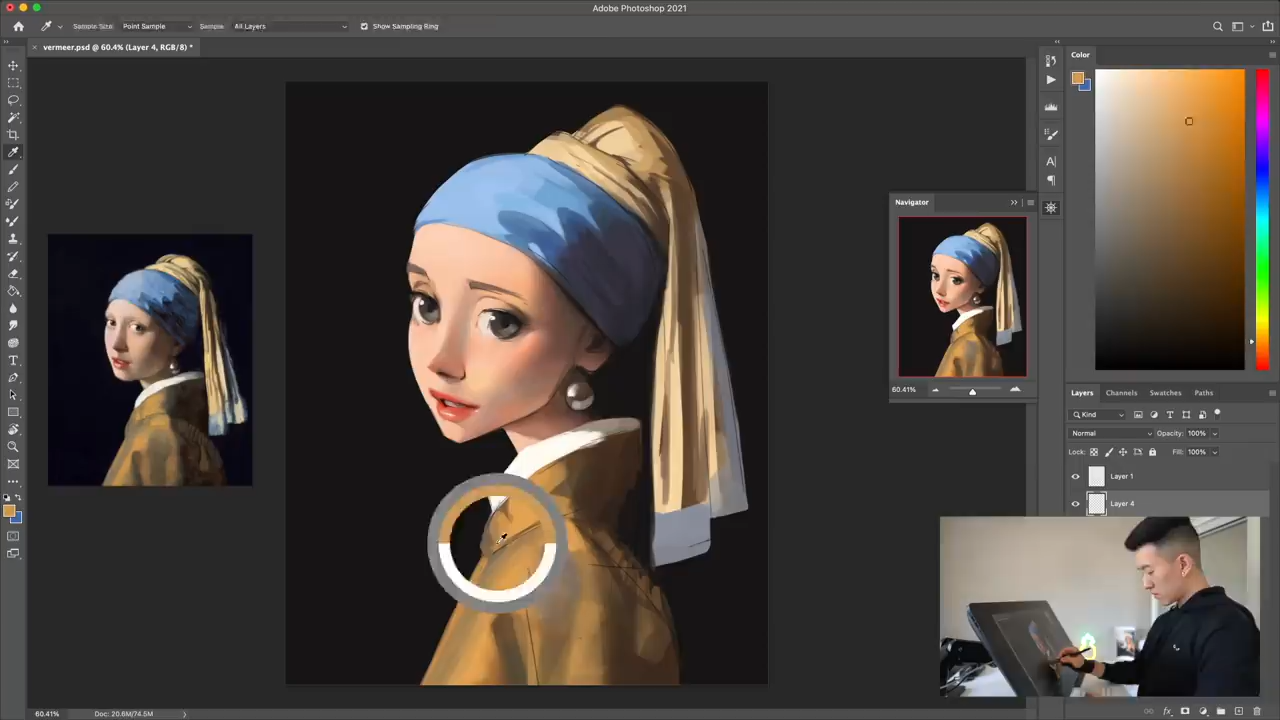 Adobe Photoshop 2021
Sample Size: Point Sample Sample: All Layers Show Sampling Ring
vermeer.psd @ 60.4% (Layer 4, RGB/8) *
Color
Navigator
60.41%
Layers Channels Swatches Paths
Kind
Normal Opacity: 100%
Lock: Fill: 100%
Layer 1
Layer 4
60.41% Doc: 20.6M/74.5M